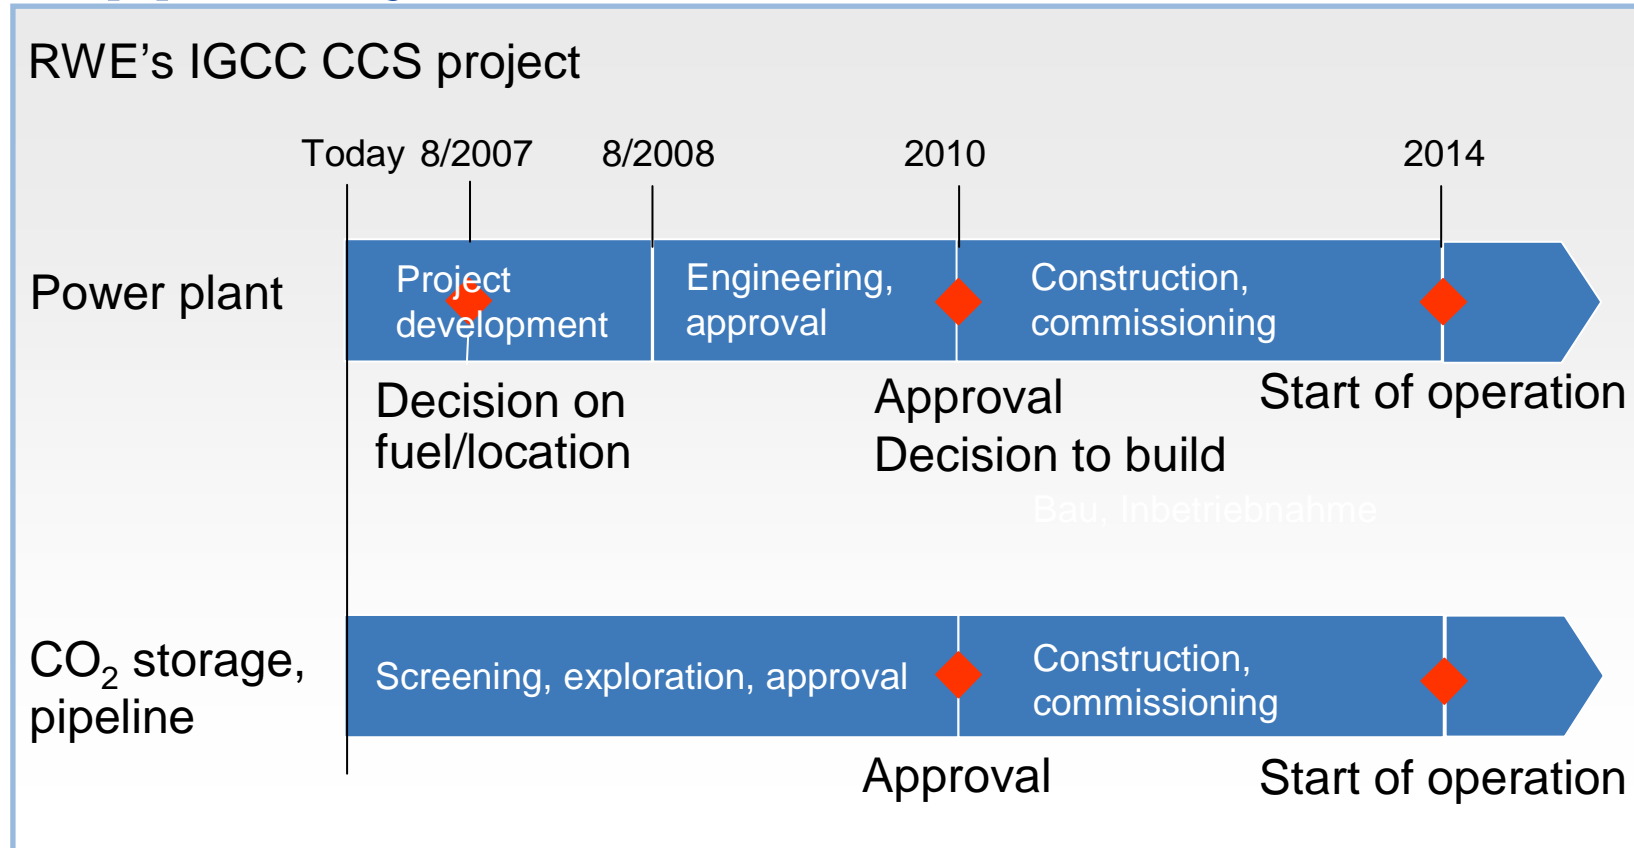 RWE’s IGCC CCS project
Today 8/2007 8/2008 2010 2014
Power plant
Project
development
Engineering,
approval
Construction,
commissioning
Decision on
fuel/location
Approval
Decision to build
Start of operation
Bau, Inbetriebnahme
CO₂ storage,
pipeline
Screening, exploration, approval
Construction,
commissioning
Approval
Start of operation